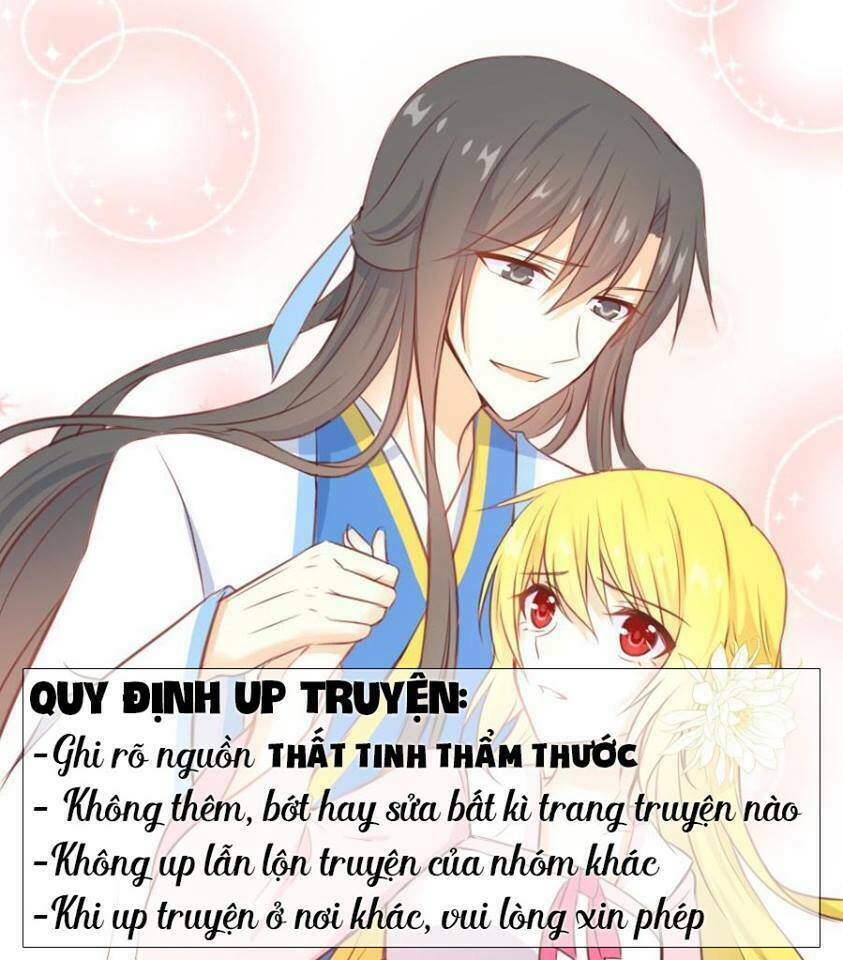 QUY ĐỊNH UP TRUYỆN:
-Ghi rõ nguồn THẤT TINH THẨM THƯỚC
- Không thêm, bớt hay sửa bất kì trang truyện nào
-Không up lẫn lộn truyện của nhóm khác
-Khi up truyện ở nơi khác, vui lòng xin phép